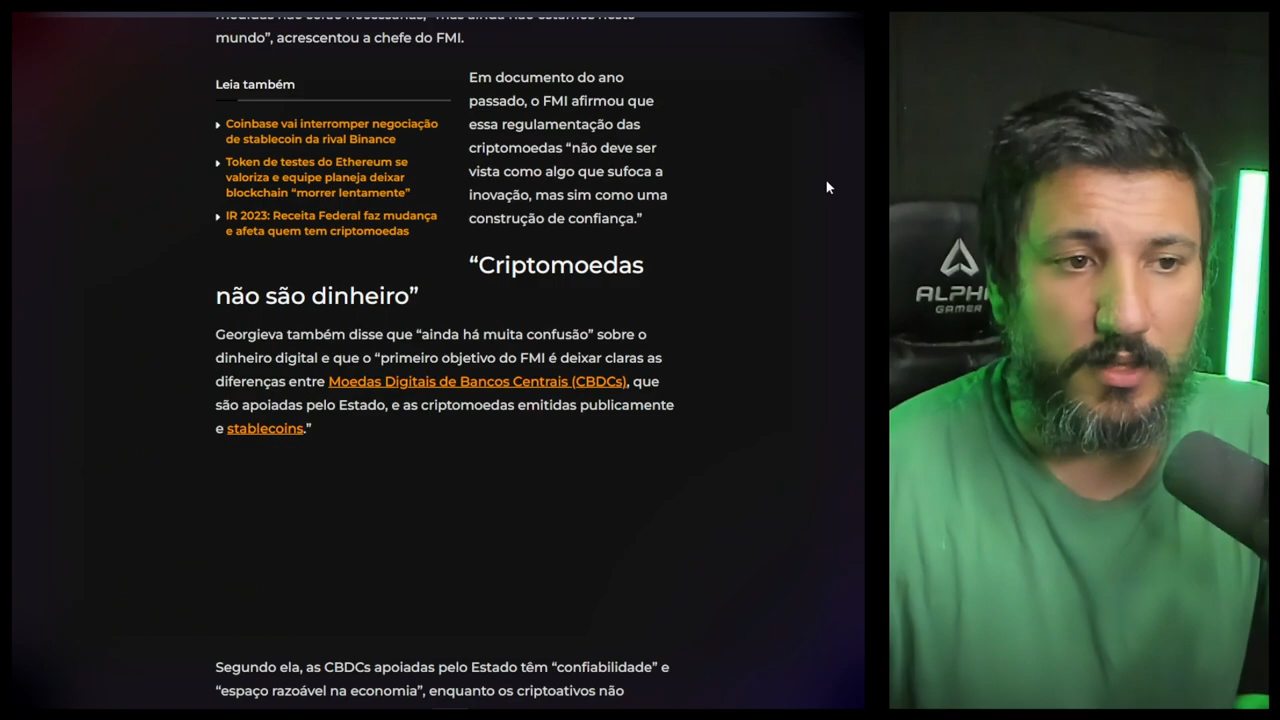 mundo”, acrescentou a chefe do FMI.
Leia também
Coinbase vai interromper negociação
de stablecoin da rival Binance
Token de testes do Ethereum se
valoriza e equipe planeja deixar
blockchain “morrer lentamente”
IR 2023: Receita Federal faz mudança
e afeta quem tem criptomoedas
Em documento do ano
passado, o FMI afirmou que
essa regulamentação das
criptomoedas “não deve ser
vista como algo que sufoca a
inovação, mas sim como uma
construção de confiança.”
“Criptomoedas
não são dinheiro”
Georgieva também disse que “ainda há muita confusão” sobre o
dinheiro digital e que o “primeiro objetivo do FMI é deixar claras as
diferenças entre Moedas Digitais de Bancos Centrais (CBDCs), que
são apoiadas pelo Estado, e as criptomoedas emitidas publicamente
e stablecoins.”
Segundo ela, as CBDCs apoiadas pelo Estado têm “confiabilidade” e
“espaço razoável na economia”, enquanto os criptoativos não
ALPH
GAMER